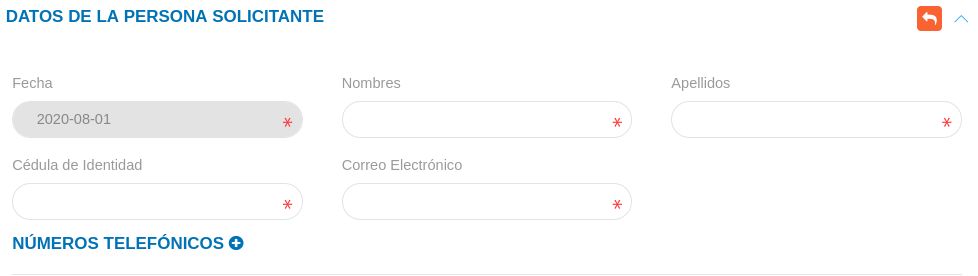 DATOS DE LA PERSONA SOLICITANTE
Fecha Nombres Apellidos
2020-08-01 * * *
Cédula de Identidad Correo Electrónico
* *
NÚMEROS TELEFÓNICOS